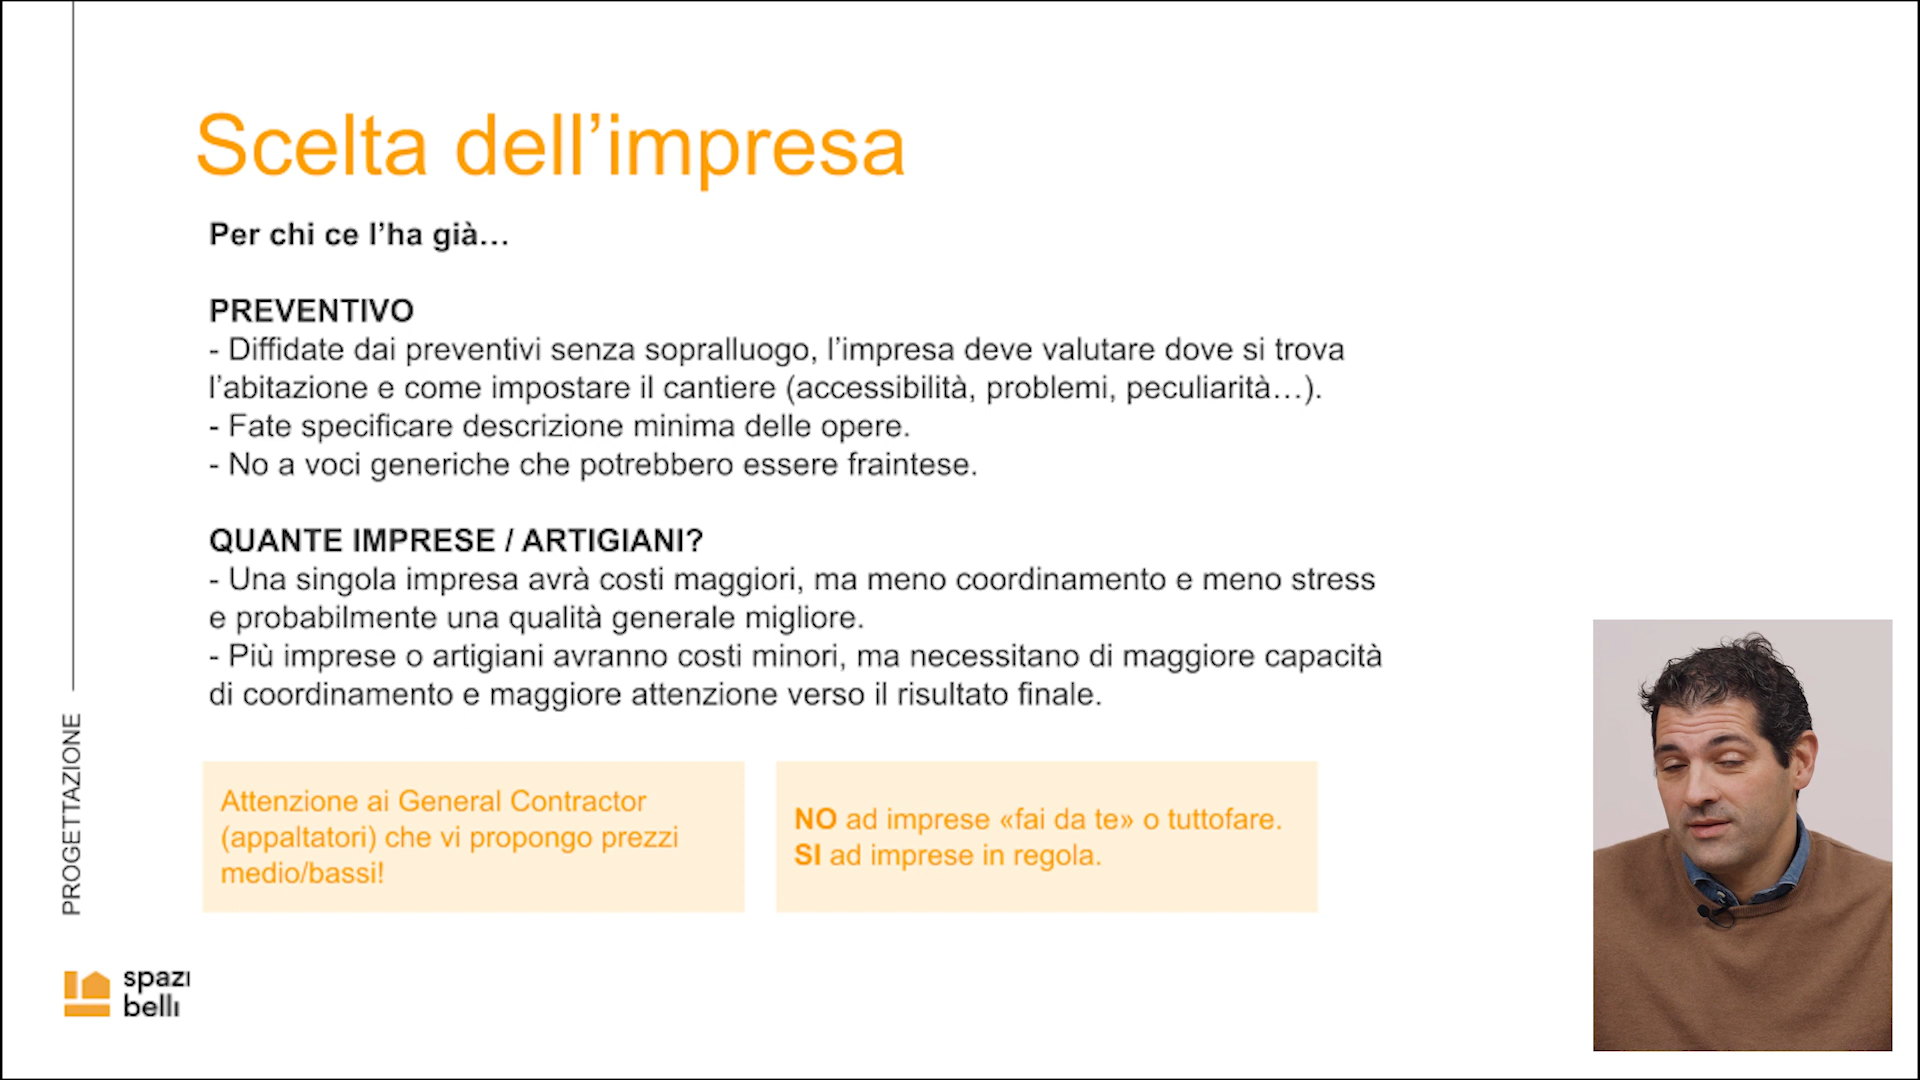 Scelta dell’impresa
Per chi ce l’ha già…
PREVENTIVO
- Diffidate dai preventivi senza sopralluogo, l’impresa deve valutare dove si trova
l’abitazione e come impostare il cantiere (accessibilità, problemi, peculiarità…).
- Fate specificare descrizione minima delle opere.
- No a voci generiche che potrebbero essere fraintese.
QUANTE IMPRESE / ARTIGIANI?
- Una singola impresa avrà costi maggiori, ma meno coordinamento e meno stress
e probabilmente una qualità generale migliore.
- Più imprese o artigiani avranno costi minori, ma necessitano di maggiore capacità
di coordinamento e maggiore attenzione verso il risultato finale.
Attenzione ai General Contractor
(appaltatori) che vi propongo prezzi
medio/bassi!
NO ad imprese «fai da te» o tuttofare.
SI ad imprese in regola.
PROGETTAZIONE
spazi
belli